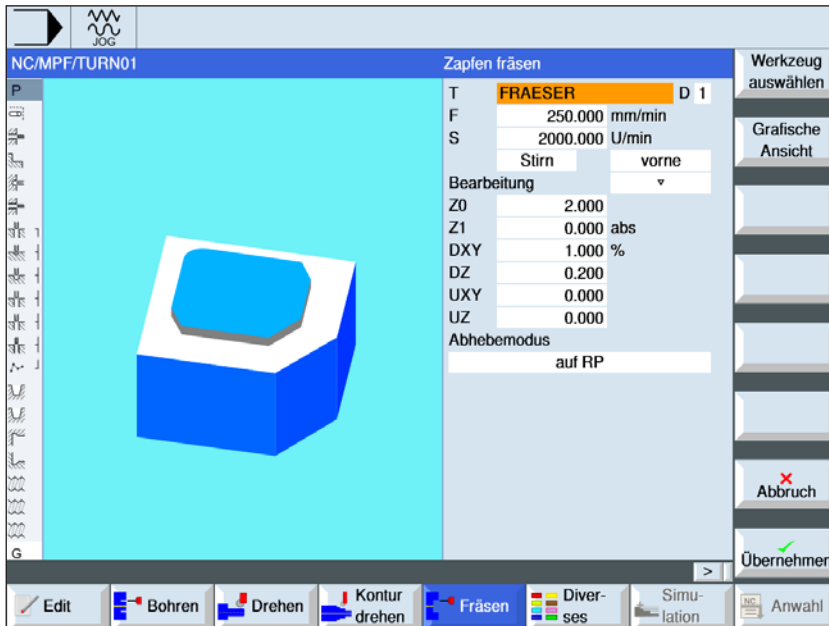 JOG
NC/MPF/TURN01
Zapfen fräsen
P
T FRAESER D 1
F 250.000 mm/min
S 2000.000 U/min
Stirn vorne
Bearbeitung ▿
Z0 2.000
Z1 0.000 abs
DXY 1.000 %
DZ 0.200
UXY 0.000
UZ 0.000
Abhebemodus
auf RP
G
>
Werkzeug
auswählen
Grafische
Ansicht
Abbruch
Übernehmen
Edit
Bohren
Drehen
Kontur
drehen
Fräsen
Diver-
ses
Simu-
lation
NC
Anwahl